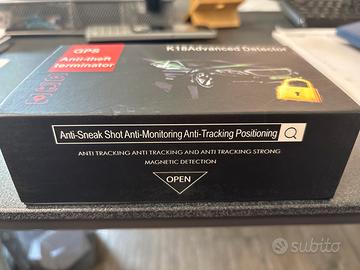 GPS
Anti-theft
terminator
K18Advanced Detector
Anti-Sneak Shot Anti-Monitoring Anti-Tracking Positioning
ANTI TRACKING ANTI TRACKING AND ANTI TRACKING STRONG
MAGNETIC DETECTION
OPEN
subito